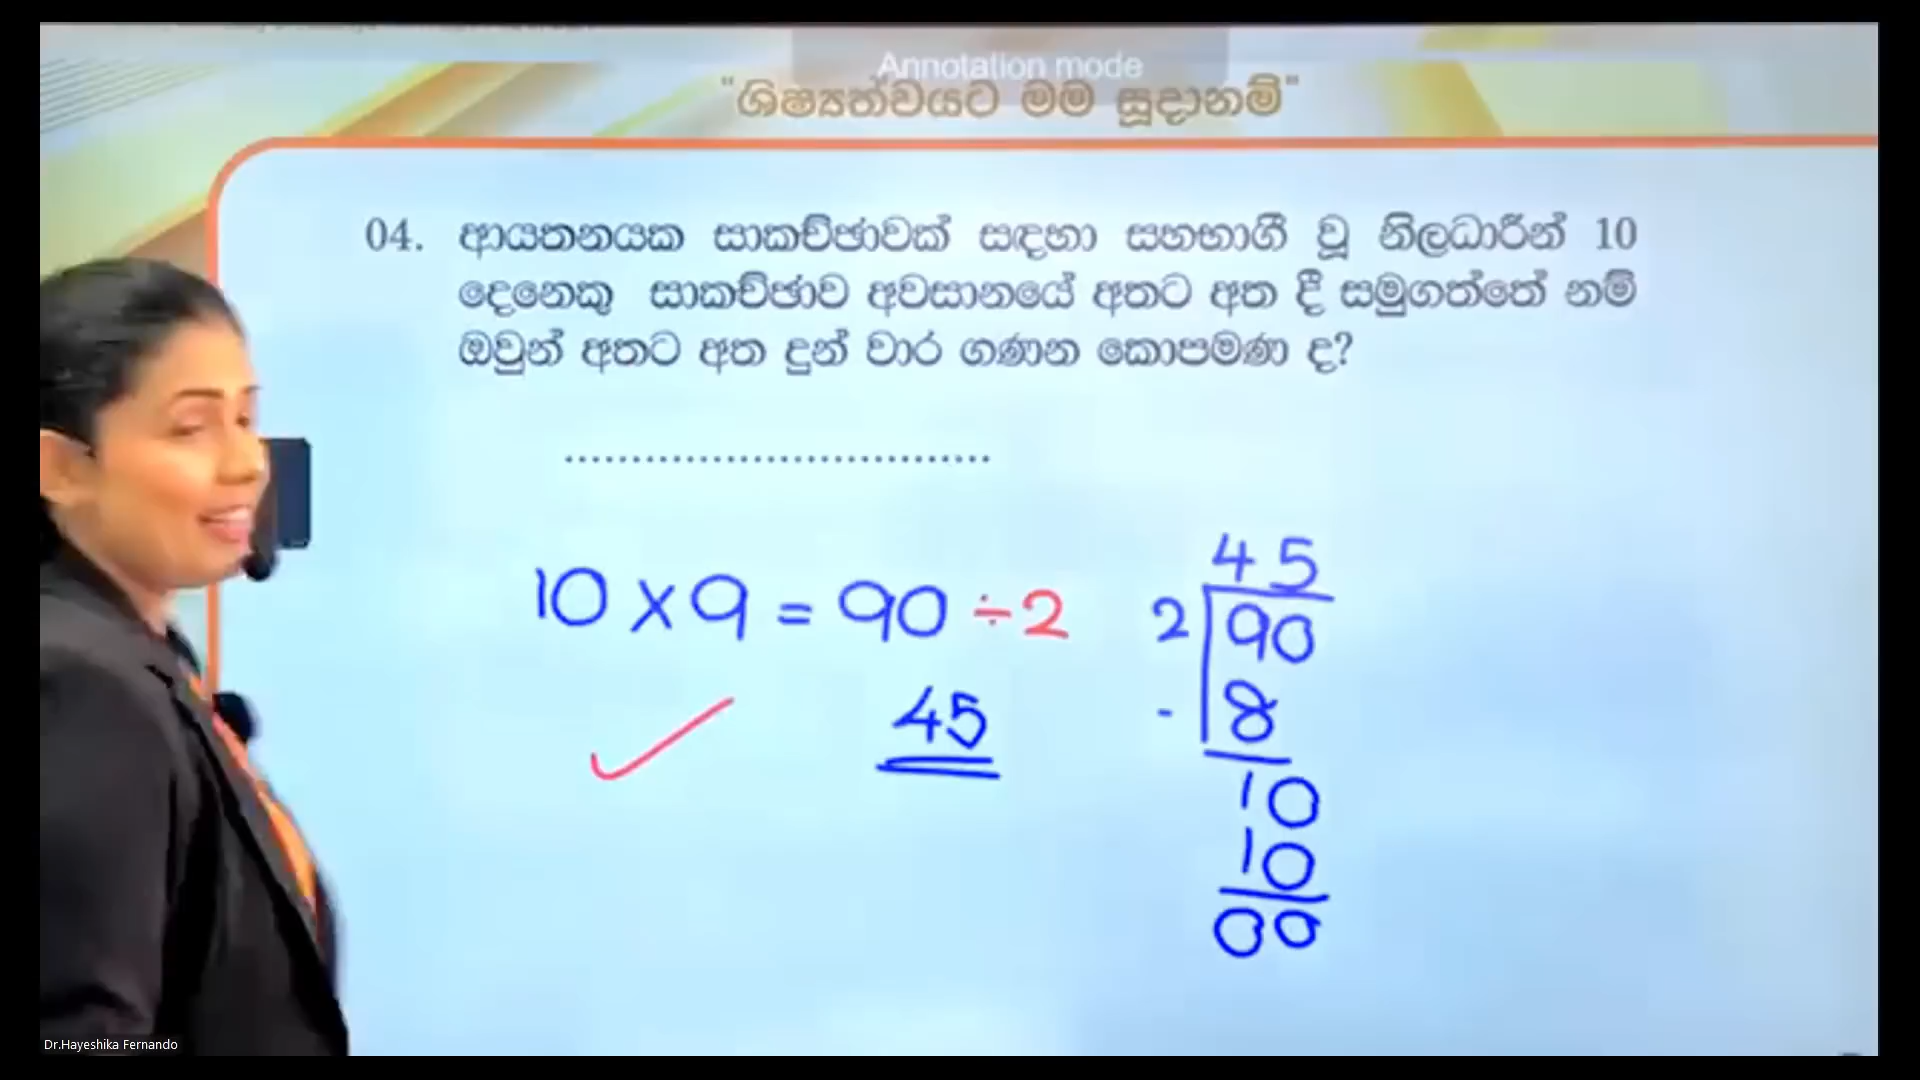 Annotation mode
"ශිෂ්‍යත්වයට මම සූදානම්"
04. ආයතනයක සාකච්ඡාවක් සඳහා සහභාගී වූ නිලධාරීන් 10
දෙනෙකු සාකච්ඡාව අවසානයේ අතට අත දී සමුගත්තේ නම්
ඔවුන් අතට අත දුන් වාර ගණන කොපමණ ද?
................................
10 x 9 = 90 ÷ 2
45
45
2 90
- 8
10
10
00
Dr.Hayeshika Fernando